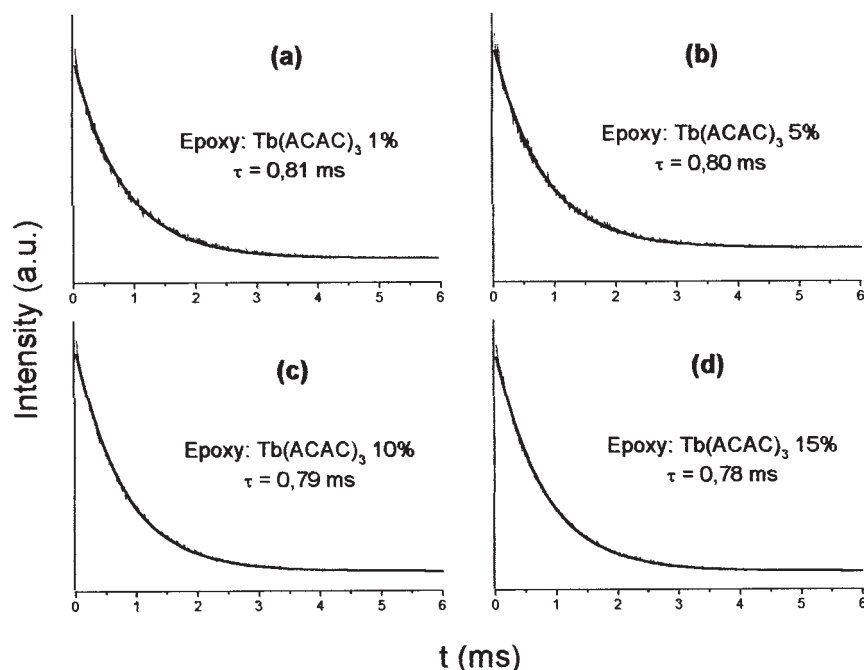 Intensity (a.u.)
(a)
Epoxy: Tb(ACAC)₃ 1%
τ = 0,81 ms
0 1 2 3 4 5 6
(b)
Epoxy: Tb(ACAC)₃ 5%
τ = 0,80 ms
0 1 2 3 4 5 6
(c)
Epoxy: Tb(ACAC)₃ 10%
τ = 0,79 ms
0 1 2 3 4 5 6
(d)
Epoxy: Tb(ACAC)₃ 15%
τ = 0,78 ms
0 1 2 3 4 5 6
t (ms)